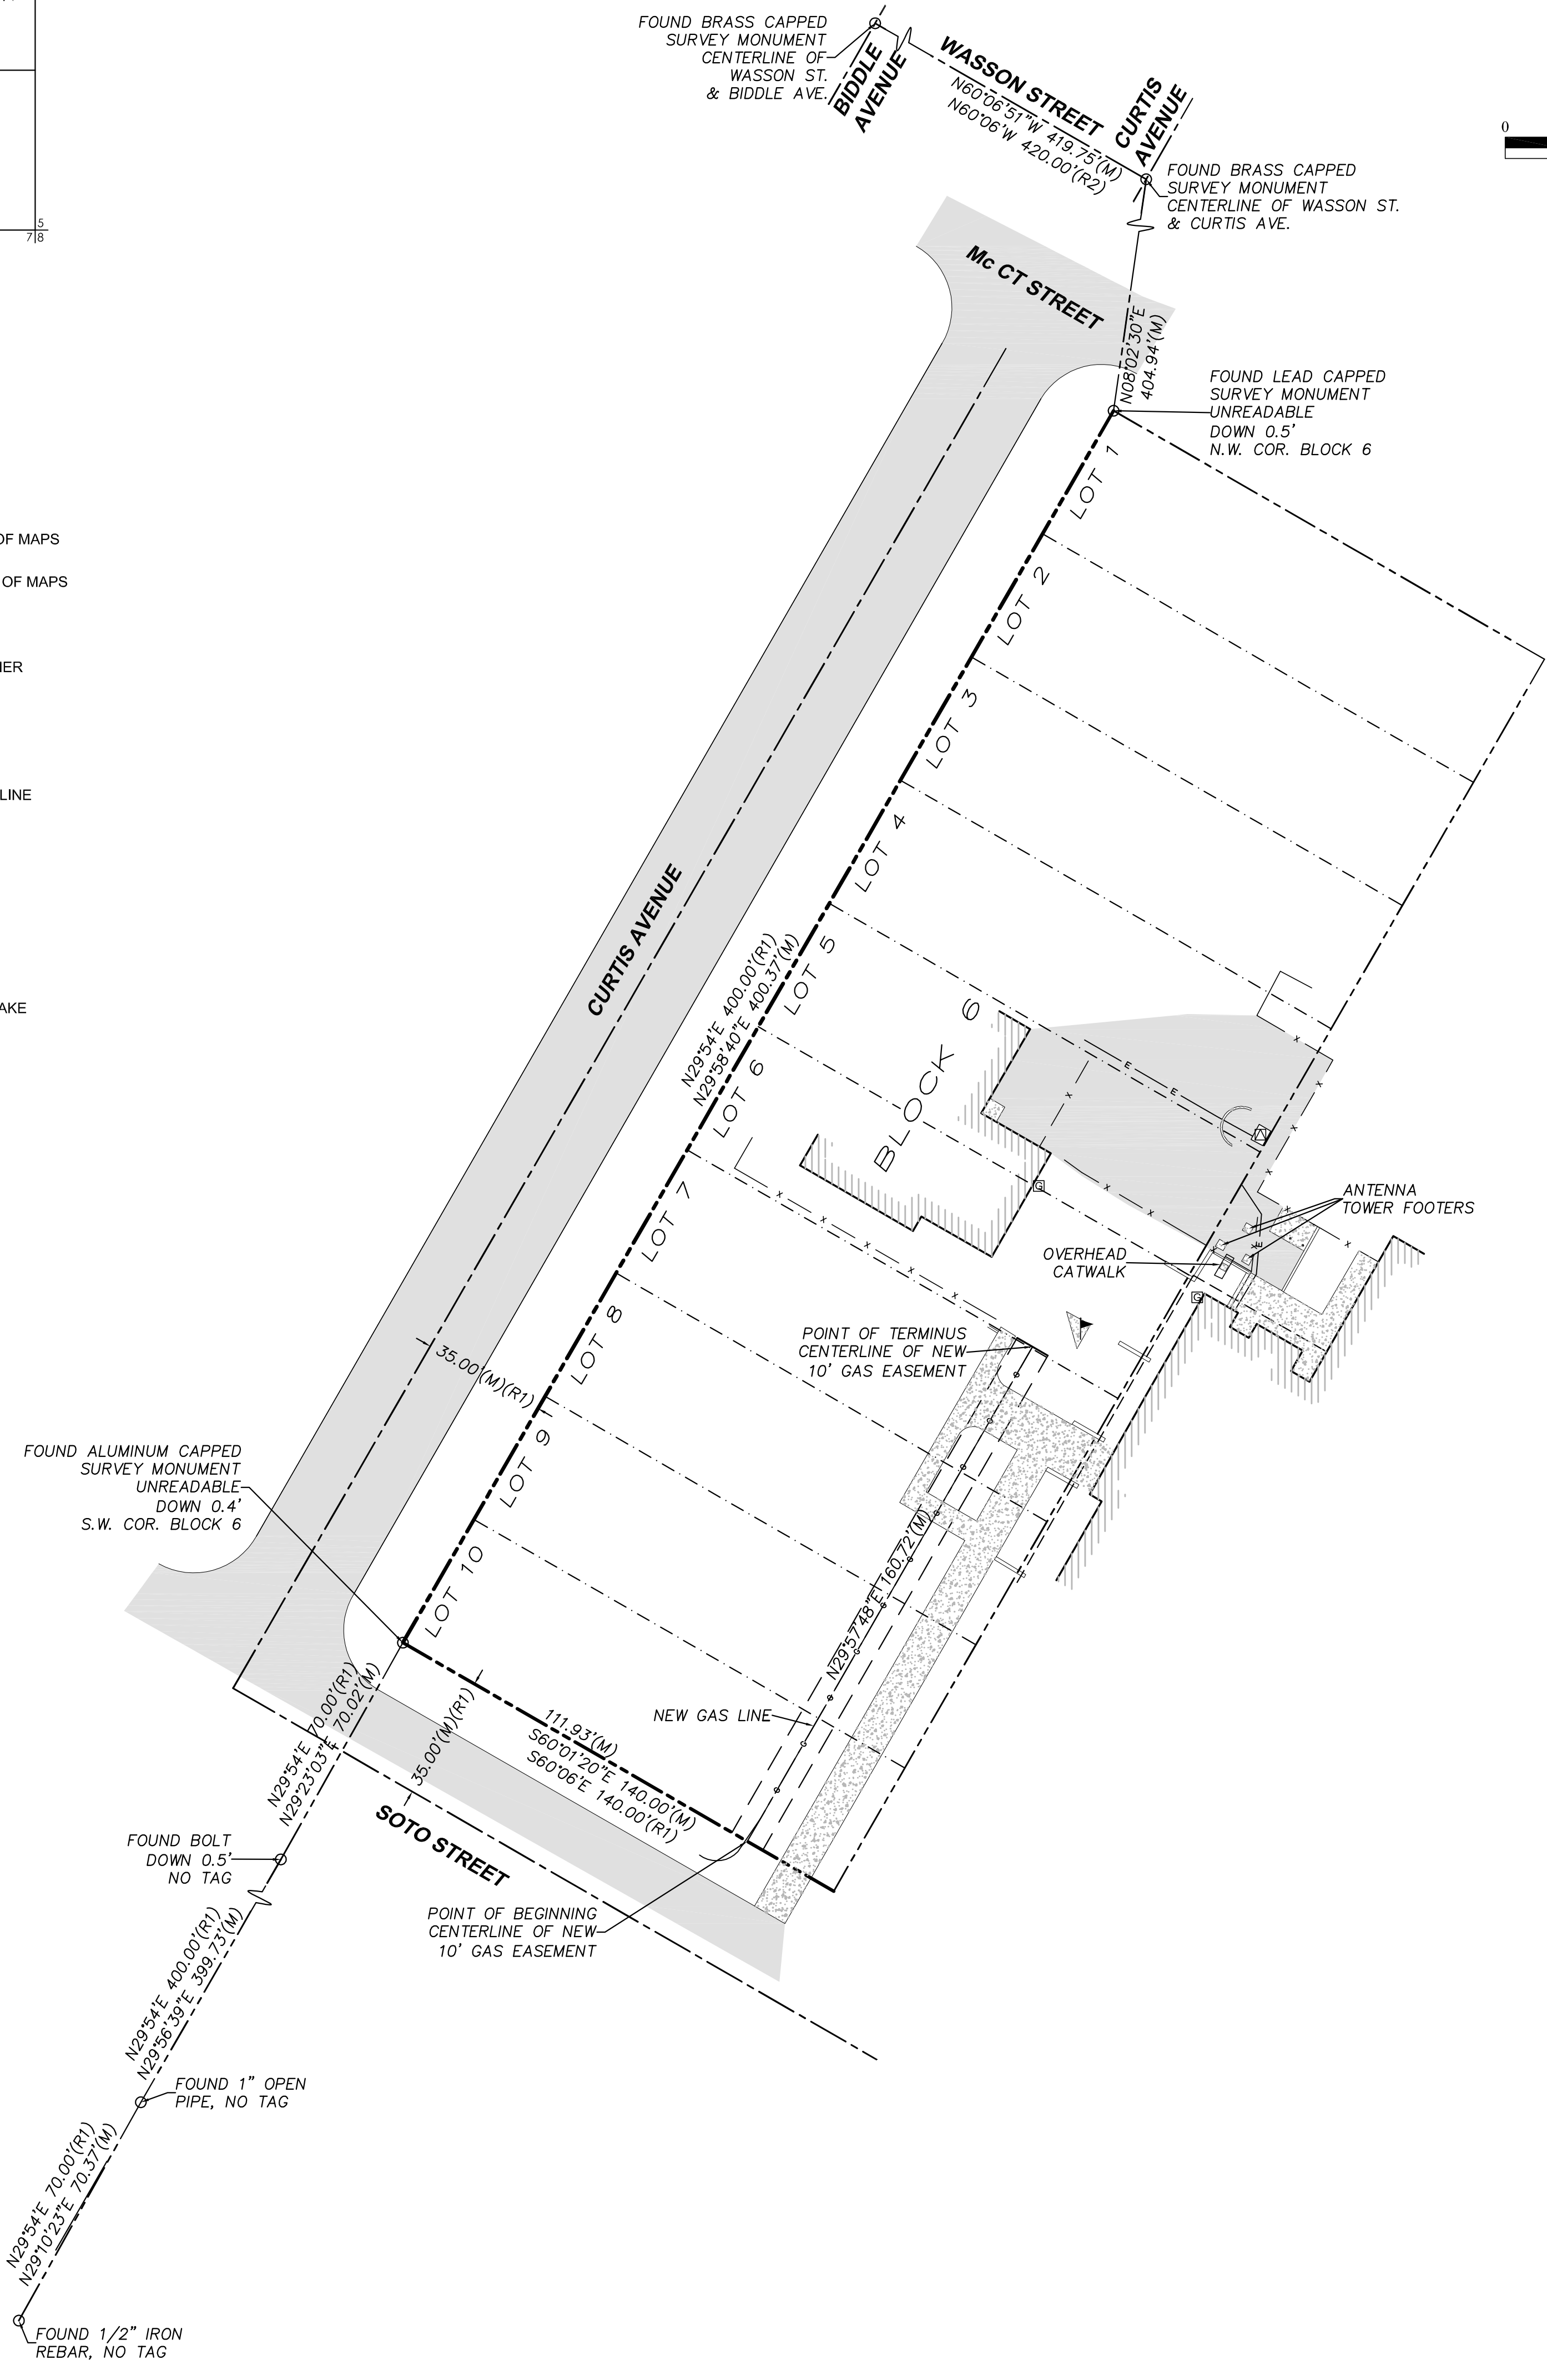 FOUND BRASS CAPPED
SURVEY MONUMENT
CENTERLINE OF
WASSON ST.
& BIDDLE AVE.
BIDDLE
AVENUE
WASSON STREET
N60°06'51"W 419.75'(M)
N60°06'W 420.00'(R2)
CURTIS
AVENUE
0
FOUND BRASS CAPPED
SURVEY MONUMENT
CENTERLINE OF WASSON ST.
& CURTIS AVE.
5
7
8
Mc CT STREET
N08°02'30"E
404.94'(M)
FOUND LEAD CAPPED
SURVEY MONUMENT
UNREADABLE
DOWN 0.5'
N.W. COR. BLOCK 6
OF MAPS
OF MAPS
LINE
LOT 1
LOT 2
LOT 3
LOT 4
LOT 5
LOT 6
LOT 7
LOT 8
LOT 9
LOT 10
CURTIS AVENUE
N29°54'E 400.00'(R1)
N29°58'40"E 400.37'(M)
BLOCK 6
E
E
G
G
ANTENNA
TOWER FOOTERS
OVERHEAD
CATWALK
POINT OF TERMINUS
CENTERLINE OF NEW
10' GAS EASEMENT
35.00'(M)(R1)
FOUND ALUMINUM CAPPED
SURVEY MONUMENT
UNREADABLE
DOWN 0.4'
S.W. COR. BLOCK 6
N29°57'48"E 160.72'(M)
NEW GAS LINE
N29°54'E 70.00'(R1)
N29°23'03"E 70.02'(M)
35.00'(M)(R1)
111.93'(M)
S60°01'20"E 140.00'(M)
S60°06'E 140.00'(R1)
SOTO STREET
FOUND BOLT
DOWN 0.5'
NO TAG
POINT OF BEGINNING
CENTERLINE OF NEW
10' GAS EASEMENT
N29°54'E 400.00'(R1)
N29°56'39"E 399.73'(M)
FOUND 1" OPEN
PIPE, NO TAG
N29°54'E 70.00'(R1)
N29°10'23"E 70.37'(M)
FOUND 1/2" IRON
REBAR, NO TAG